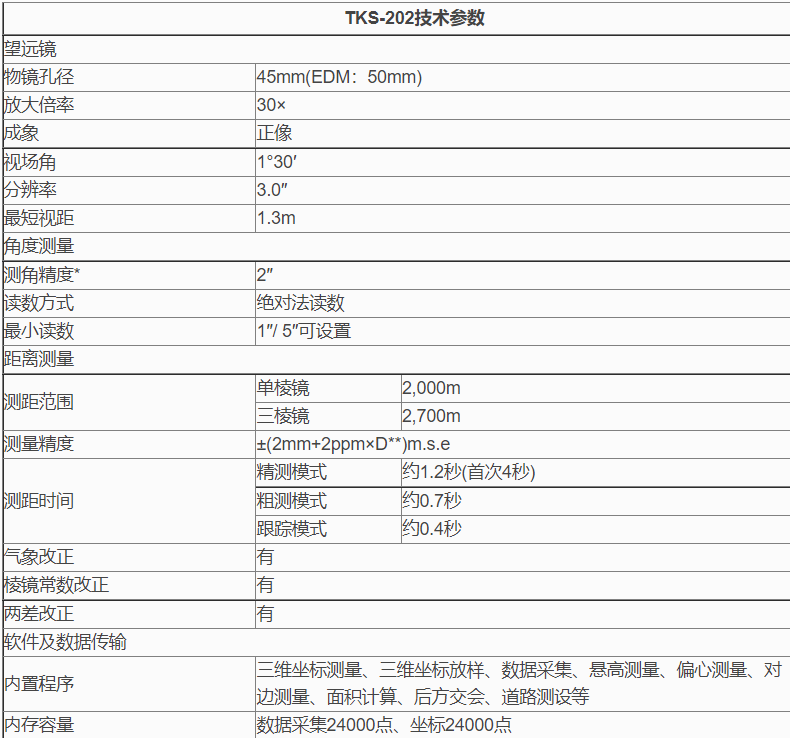 TKS-202技术参数
望远镜
物镜孔径 45mm(EDM：50mm)
放大倍率 30×
成象 正像
视场角 1°30′
分辨率 3.0″
最短视距 1.3m
角度测量
测角精度* 2″
读数方式 绝对法读数
最小读数 1″/ 5″可设置
距离测量
测距范围 单棱镜 2,000m
三棱镜 2,700m
测量精度 ±(2mm+2ppm×D**)m.s.e
测距时间 精测模式 约1.2秒(首次4秒)
粗测模式 约0.7秒
跟踪模式 约0.4秒
气象改正 有
棱镜常数改正 有
两差改正 有
软件及数据传输
内置程序 三维坐标测量、三维坐标放样、数据采集、悬高测量、偏心测量、对
边测量、面积计算、后方交会、道路测设等
内存容量 数据采集24000点、坐标24000点